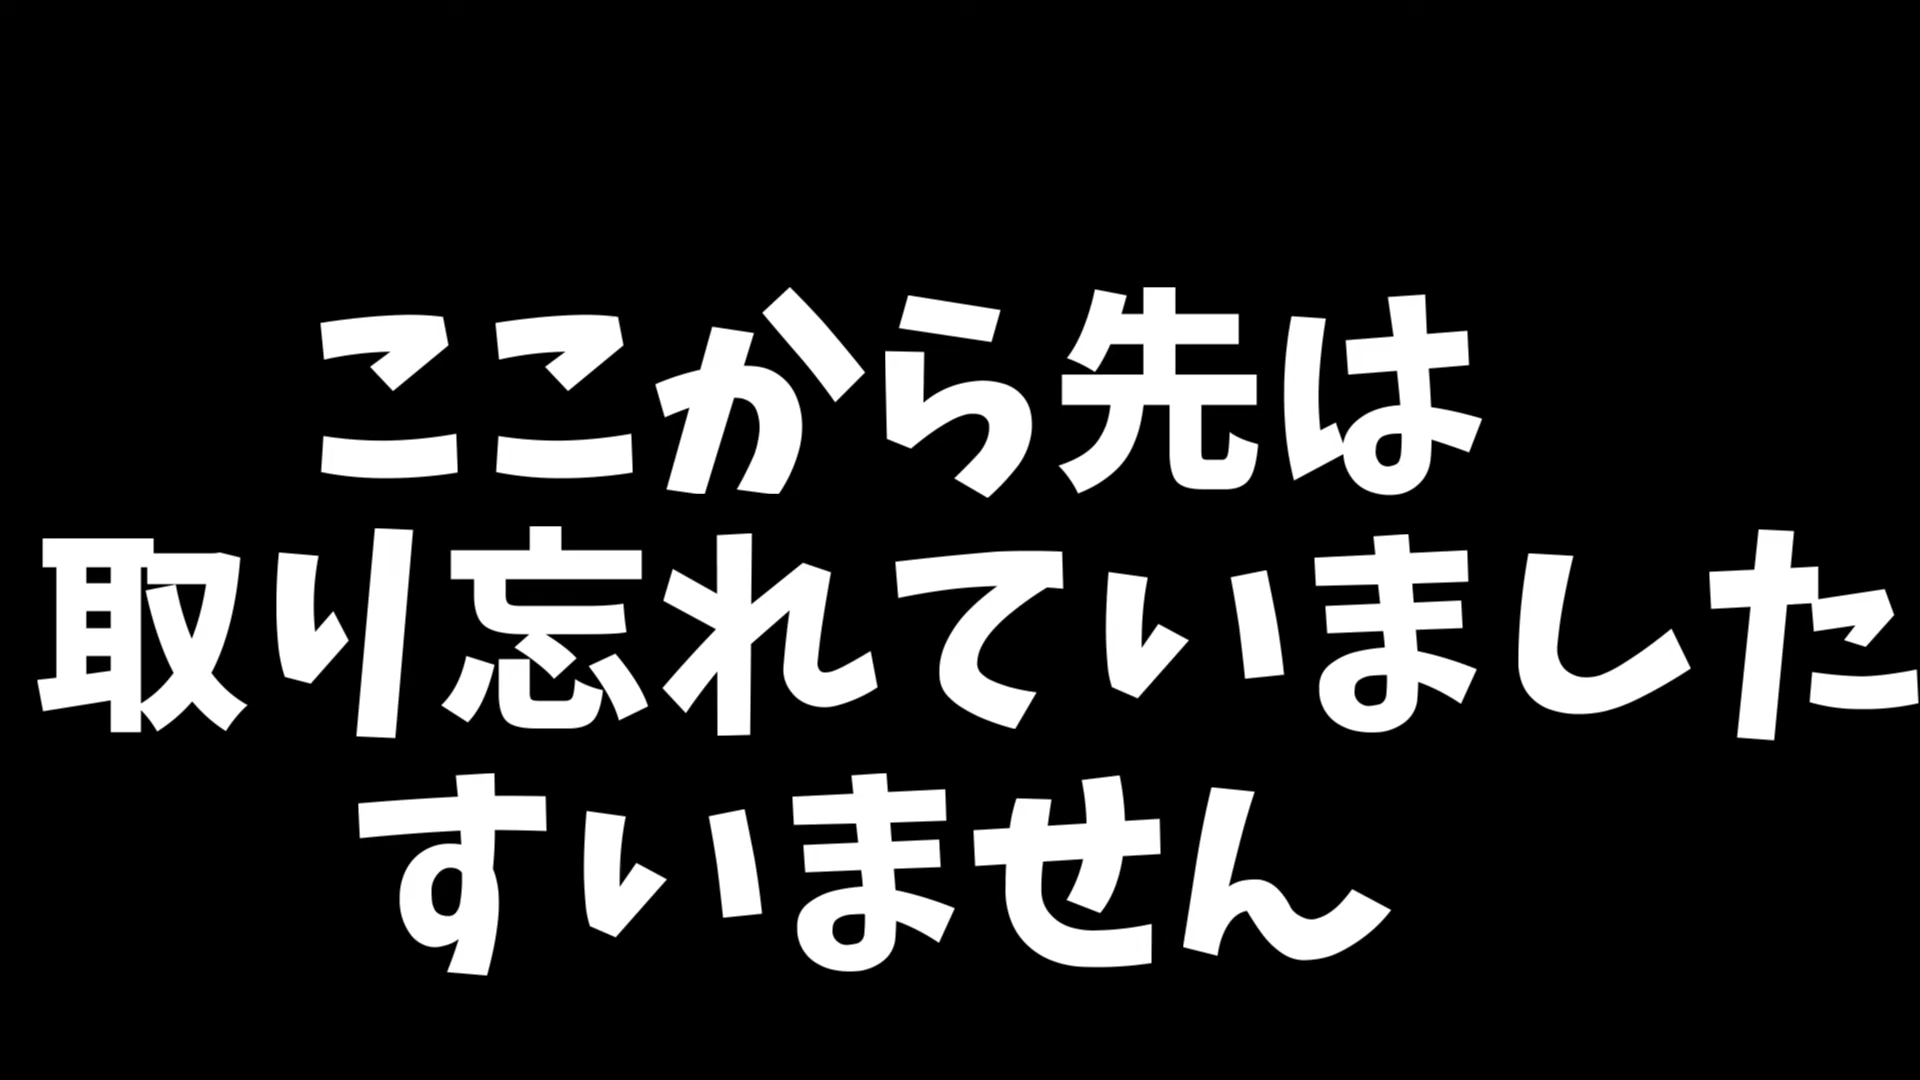 ここから先は
取り忘れていました
すいません